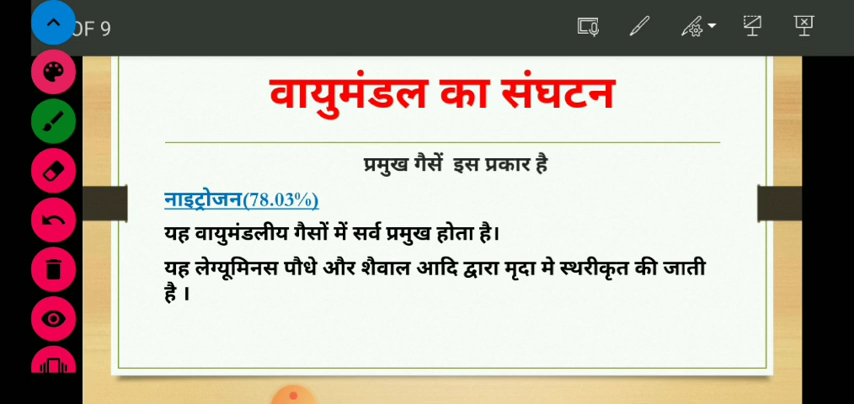 OF 9
वायुमंडल का संघटन
प्रमुख गैसें इस प्रकार है
नाइट्रोजन(78.03%)
यह वायुमंडलीय गैसों में सर्व प्रमुख होता है।
यह लेग्यूमिनस पौधे और शैवाल आदि द्वारा मृदा मे स्थरीकृत की जाती
है ।